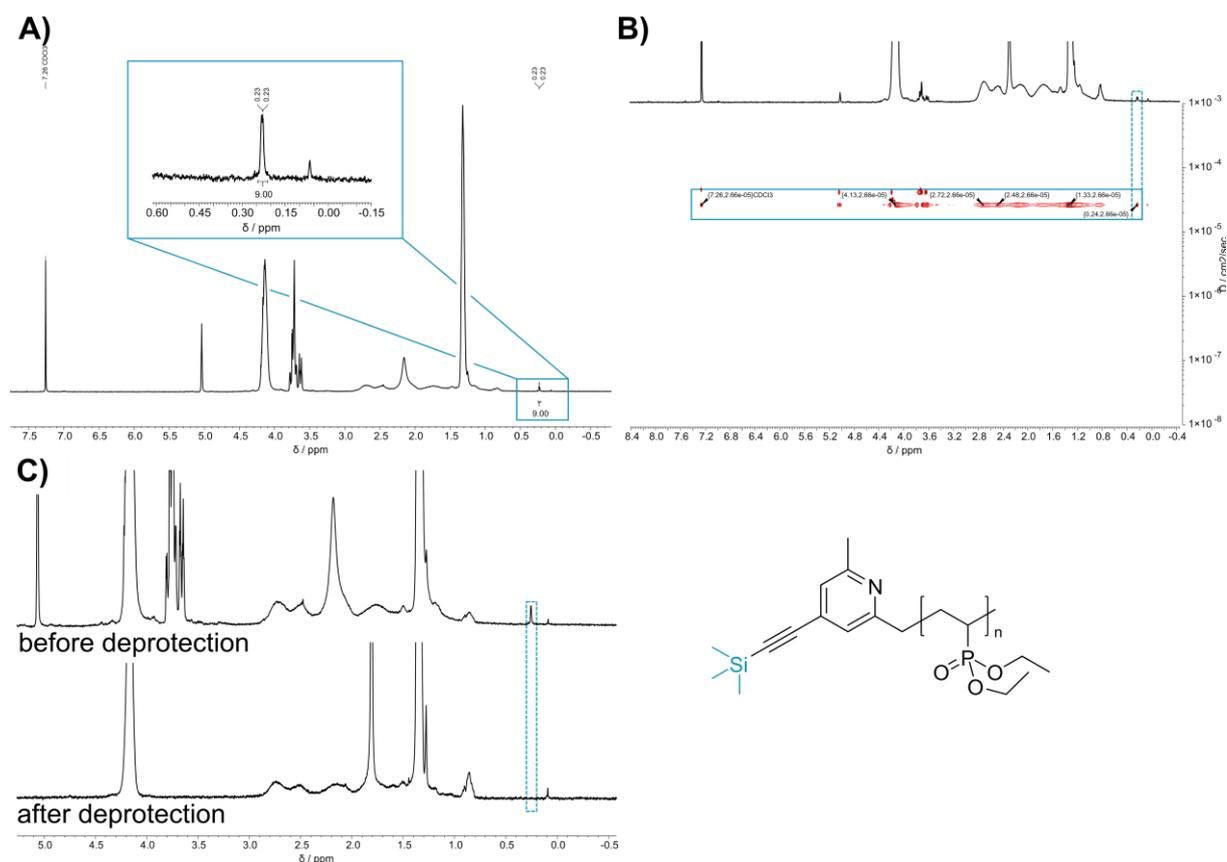 A)
7.26 CDCl3
0.23
0.23
0.23
0.23
9.00
0.60 0.45 0.30 0.15 0.00 -0.15
δ / ppm
9.00
7.5 7.0 6.5 6.0 5.5 5.0 4.5 4.0 3.5 3.0 2.5 2.0 1.5 1.0 0.5 0.0 -0.5
δ / ppm
B)
1×10-3
1×10-4
(7.26,2.66e-05)CDCl3 (4.13,2.66e-05) (2.72,2.66e-05) (2.48,2.66e-05) (1.33,2.66e-05)
(0.24,2.66e-05)
1×10-5
D / cm2/sec
1×10-6
1×10-7
1×10-8
8.4 8.0 7.6 7.2 6.8 6.4 6.0 5.6 5.2 4.8 4.4 4.0 3.6 3.2 2.8 2.4 2.0 1.6 1.2 0.8 0.4 0.0 -0.4
δ / ppm
C)
before deprotection
after deprotection
5.0 4.5 4.0 3.5 3.0 2.5 2.0 1.5 1.0 0.5 0.0 -0.5
δ / ppm
N
n
Si
O P O
O